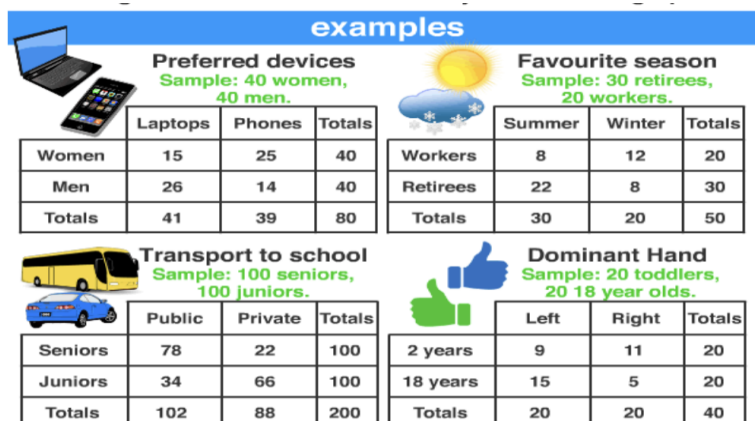 examples
Preferred devices
Sample: 40 women,
40 men.
Laptops Phones Totals
Women 15 25 40
Men 26 14 40
Totals 41 39 80
Favourite season
Sample: 30 retirees,
20 workers.
Summer Winter Totals
Workers 8 12 20
Retirees 22 8 30
Totals 30 20 50
Transport to school
Sample: 100 seniors,
100 juniors.
Public Private Totals
Seniors 78 22 100
Juniors 34 66 100
Totals 102 88 200
Dominant Hand
Sample: 20 toddlers,
20 18 year olds.
Left Right Totals
2 years 9 11 20
18 years 15 5 20
Totals 20 20 40